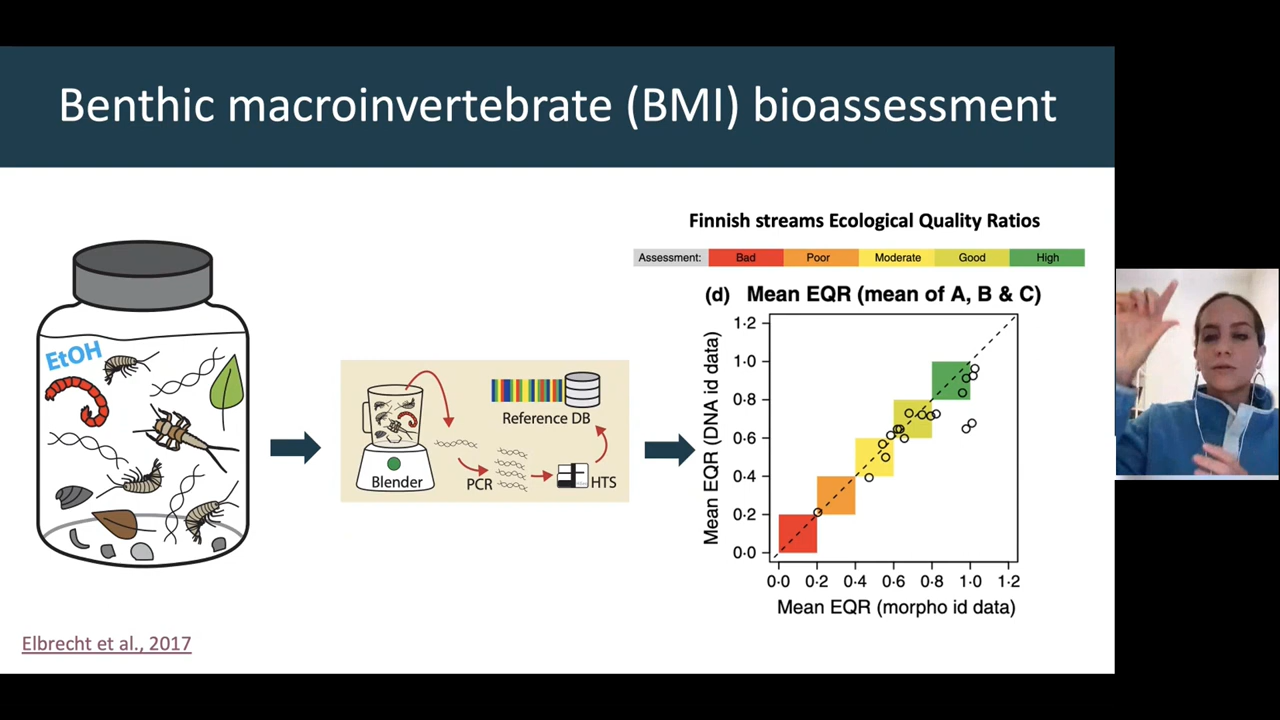 Benthic macroinvertebrate (BMI) bioassessment
EtOH
Blender
PCR
HTS
Reference DB
Finnish streams Ecological Quality Ratios
Assessment: Bad Poor Moderate Good High
(d) Mean EQR (mean of A, B & C)
Mean EQR (DNA id data)
1·2
1·0
0·8
0·6
0·4
0·2
0·0
0·0 0·2 0·4 0·6 0·8 1·0 1·2
Mean EQR (morpho id data)
Elbrecht et al., 2017